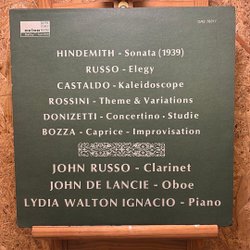 HINDEMITH - Sonata (1939)
RUSSO - Elegy
CASTALDO - Kaleidoscope
ROSSINI - Theme & Variations
DONIZETTI - Concertino · Studie
BOZZA - Caprice - Improvisation
JOHN RUSSO - Clarinet
JOHN DE LANCIE - Oboe
LYDIA WALTON IGNACIO - Piano